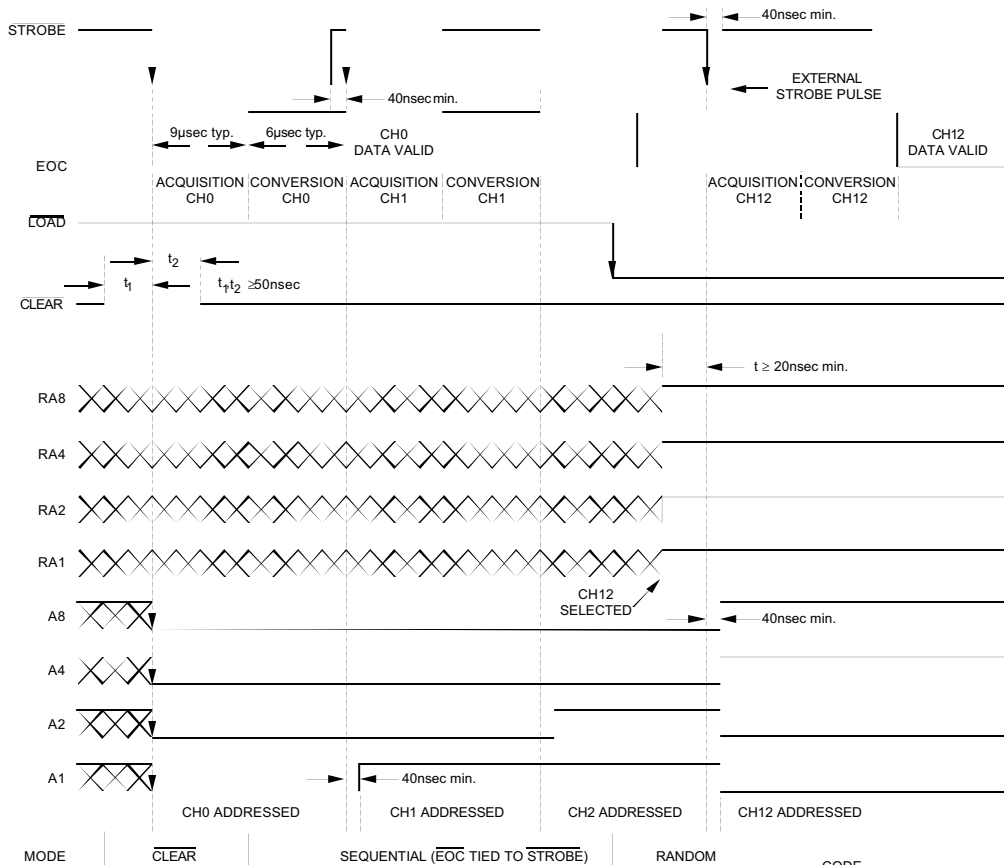 40nsec min.
STROBE
EXTERNAL
STROBE PULSE
40nsec min.
9µsec typ.
6µsec typ.
CH0
DATA VALID
CH12
DATA VALID
EOC
ACQUISITION
CH0
CONVERSION
CH0
ACQUISITION
CH1
CONVERSION
CH1
ACQUISITION
CH12
CONVERSION
CH12
LOAD
t2
t1
t1,t2 ≥50nsec
CLEAR
t ≥ 20nsec min.
RA8
RA4
RA2
RA1
CH12
SELECTED
A8
40nsec min.
A4
A2
A1
40nsec min.
CH0 ADDRESSED
CH1 ADDRESSED
CH2 ADDRESSED
CH12 ADDRESSED
MODE
CLEAR
SEQUENTIAL (EOC TIED TO STROBE)
RANDOM
CODE